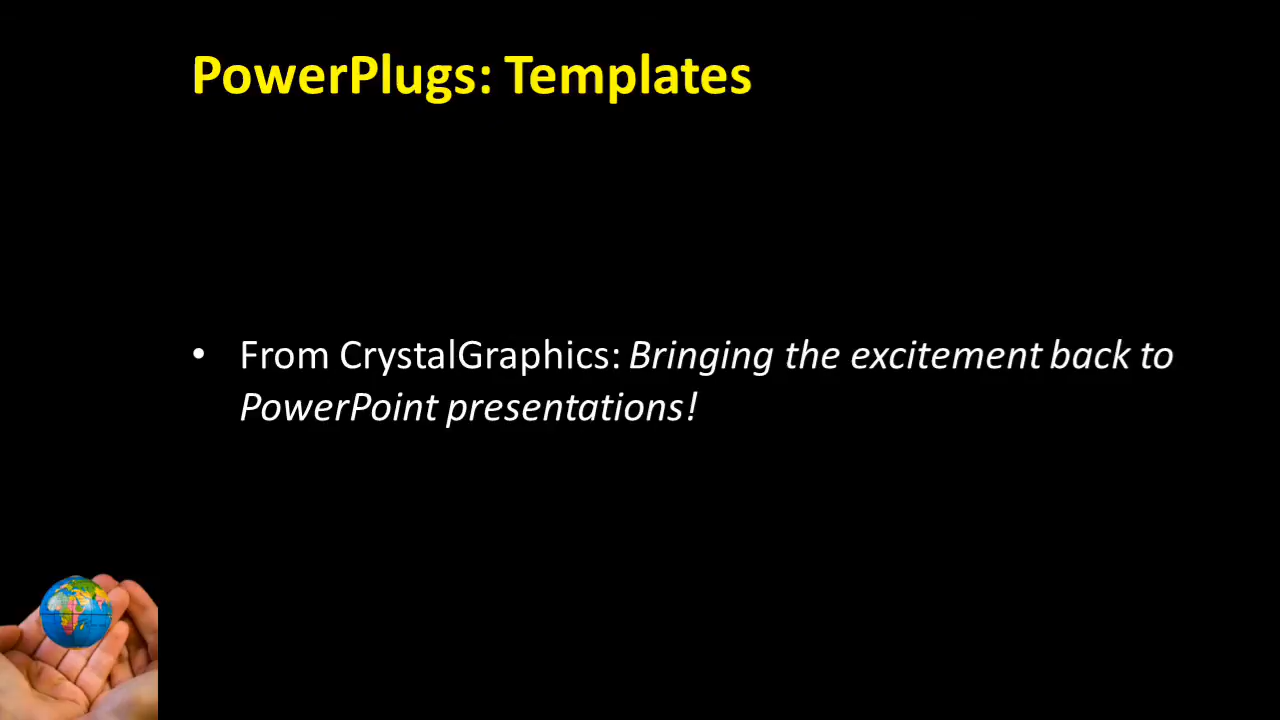 PowerPlugs: Templates
• From CrystalGraphics: Bringing the excitement back to
PowerPoint presentations!